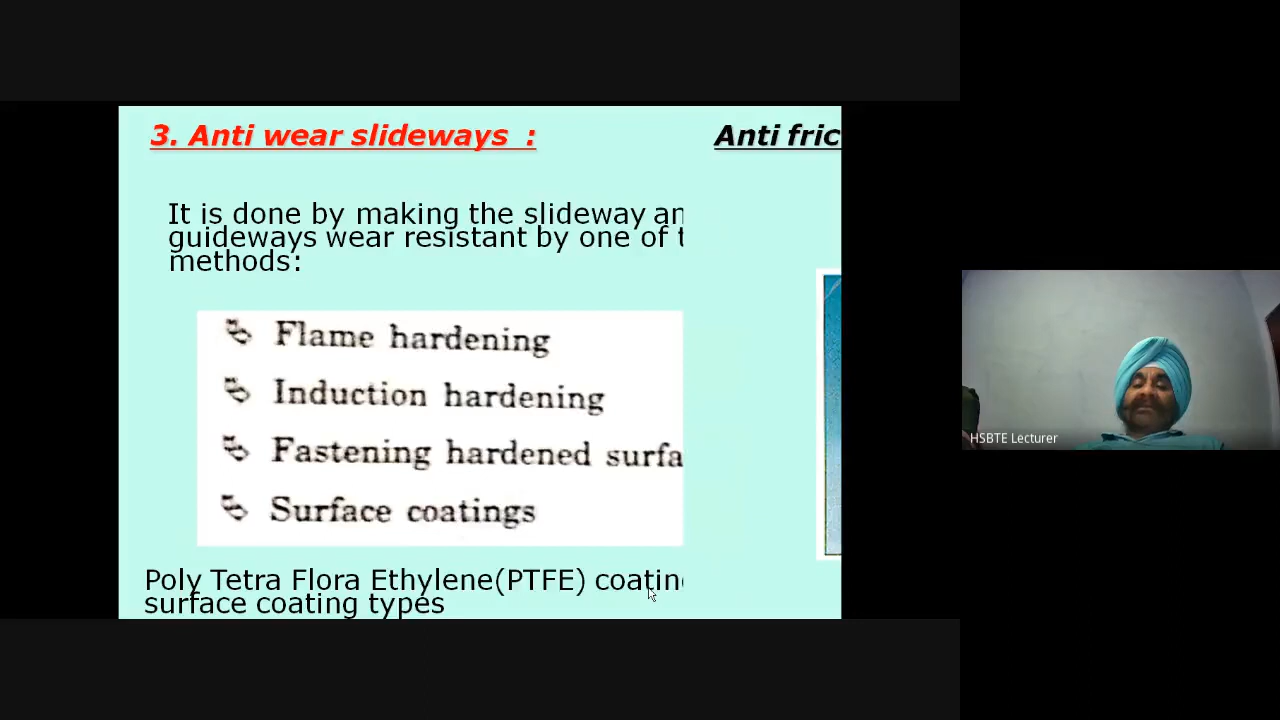 3. Anti wear slideways :
Anti fric
It is done by making the slideway an
guideways wear resistant by one of t
methods:
Flame hardening
Induction hardening
Fastening hardened surfa
Surface coatings
Poly Tetra Flora Ethylene(PTFE) coatin
surface coating types
HSBTE Lecturer